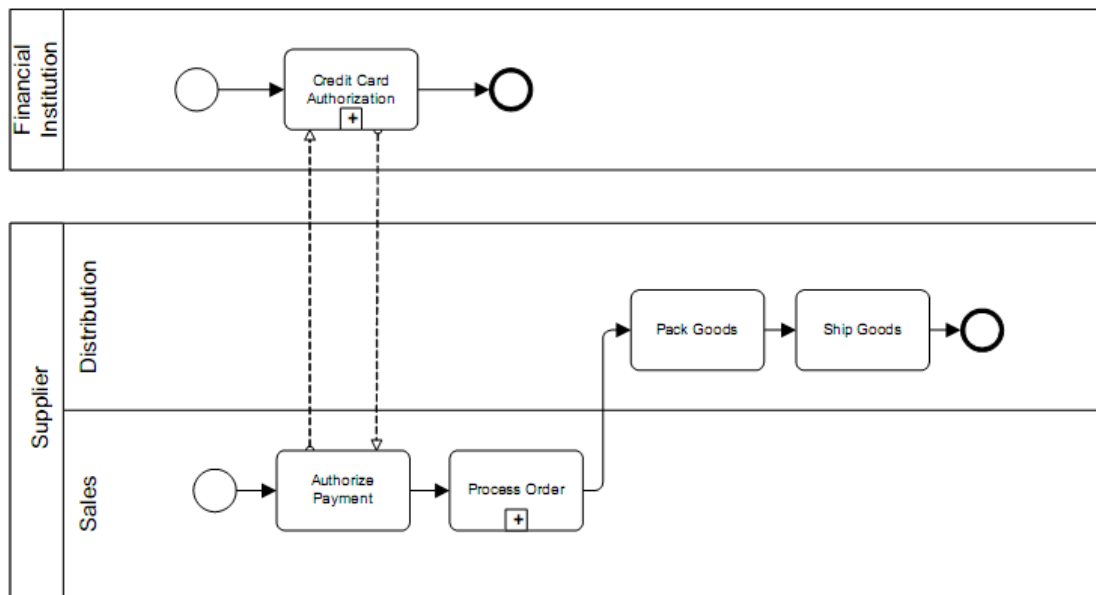 Financial
Institution
Credit Card
Authorization
+
Supplier
Distribution
Pack Goods
Ship Goods
Sales
Authorize
Payment
Process Order
+